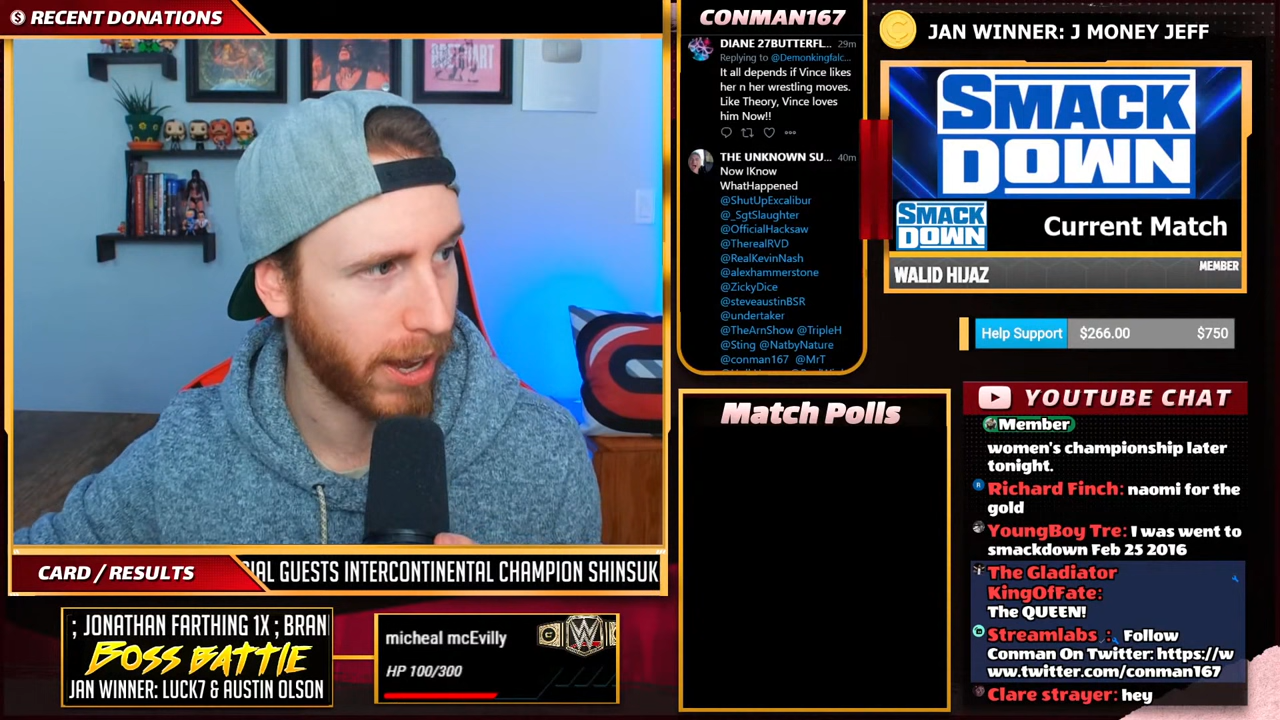 RECENT DONATIONS
BRET HART
CARD / RESULTS
IAL GUESTS INTERCONTINENTAL CHAMPION SHINSUK
; JONATHAN FARTHING 1X ; BRAN
BOSS BATTLE
JAN WINNER: LUCK7 & AUSTIN OLSON
micheal mcEvilly
HP 100/300
CONMAN167
DIANE 27BUTTERFL... 29m
Replying to @Demonkingfalc...
It all depends if Vince likes
her n her wrestling moves.
Like Theory, Vince loves
him Now!!
THE UNKNOWN SU... 40m
Now IKnow
WhatHappened
@ShutUpExcalibur
@_SgtSlaughter
@OfficialHacksaw
@TherealRVD
@RealKevinNash
@alexhammerstone
@ZickyDice
@steveaustinBSR
@undertaker
@TheArnShow @TripleH
@Sting @NatbyNature
@conman167 @MrT
Match Polls
JAN WINNER: J MONEY JEFF
SMACK
DOWN
SMACK
DOWN
Current Match
WALID HIJAZ
MEMBER
Help Support $266.00 $750
YOUTUBE CHAT
Member
women's championship later
tonight.
Richard Finch: naomi for the
gold
YoungBoy Tre: I was went to
smackdown Feb 25 2016
The Gladiator
KingOfFate:
The QUEEN!
Streamlabs : Follow
Conman On Twitter: https://w
ww.twitter.com/conman167
Clare strayer: hey